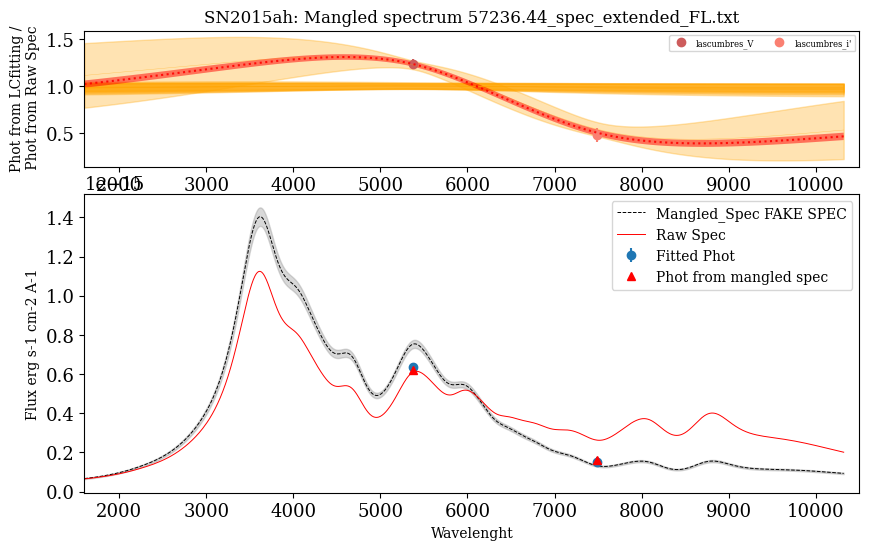 SN2015ah: Mangled spectrum 57236.44_spec_extended_FL.txt
Phot from LCfitting /
Phot from Raw Spec
1.5
1.0
0.5
lascumbres_V
lascumbres_i'
2000 3000 4000 5000 6000 7000 8000 9000 10000
1e−15
Flux erg s-1 cm-2 A-1
1.4
1.2
1.0
0.8
0.6
0.4
0.2
0.0
Mangled_Spec FAKE SPEC
Raw Spec
Fitted Phot
Phot from mangled spec
2000 3000 4000 5000 6000 7000 8000 9000 10000
Wavelenght